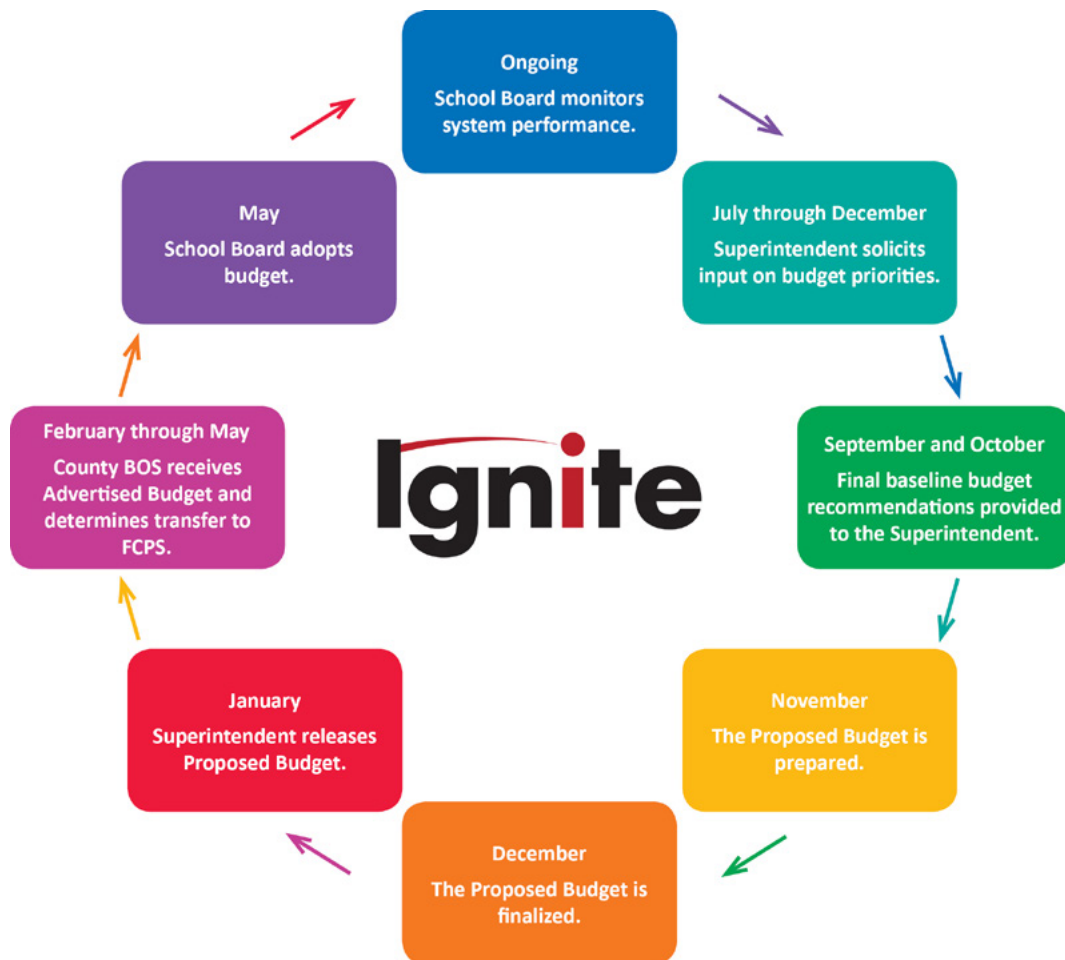 Ongoing
School Board monitors
system performance.
July through December
Superintendent solicits
input on budget priorities.
September and October
Final baseline budget
recommendations provided
to the Superintendent.
November
The Proposed Budget is
prepared.
December
The Proposed Budget is
finalized.
January
Superintendent releases
Proposed Budget.
February through May
County BOS receives
Advertised Budget and
determines transfer to
FCPS.
May
School Board adopts
budget.
Ignite